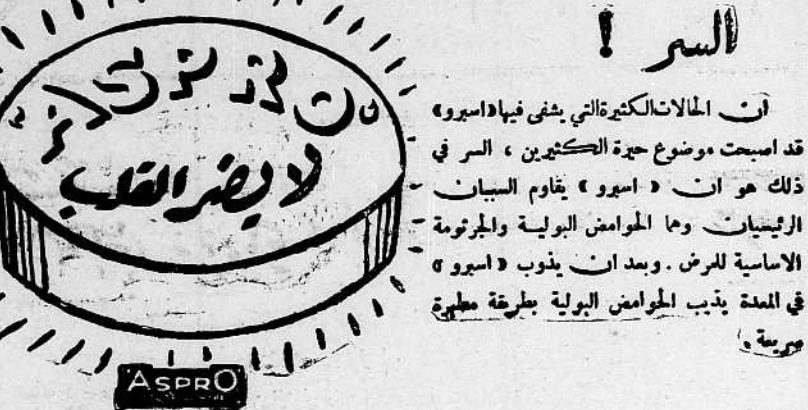 السر !
ان الحالات الكثيرة التي يشفى فيها «اسبرو»
قد اصبحت موضوع حيرة الكثيرين ، السر في
ذلك هو ان « اسبرو » يقاوم السببان
الرئيسيان وهما الحوامض البولية والجرثومة
الاساسية للمرض . وبعد ان يذوب « اسبرو »
في المعدة يذيب الحوامض البولية بطريقة مطهرة
سريعة .
لا يضر القلب
ASPRO